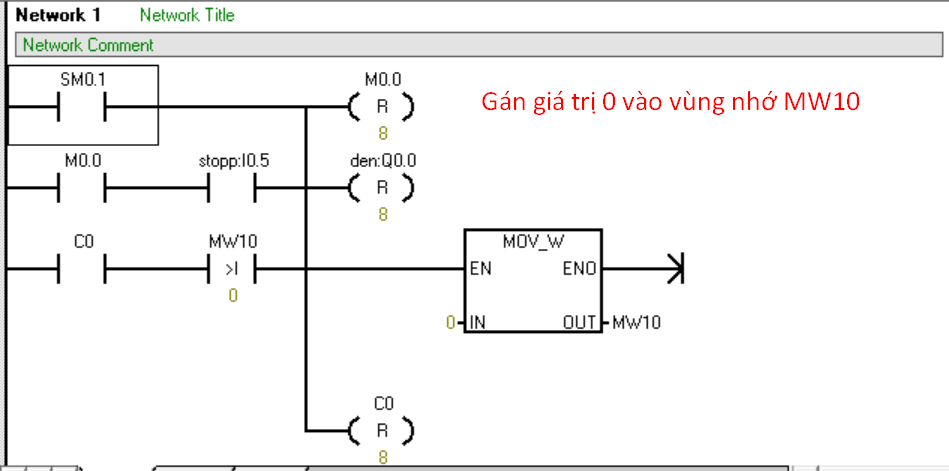 Network 1 Network Title
Network Comment
SM0.1 M0.0
R
8
Gán giá trị 0 vào vùng nhớ MW10
M0.0 stopp:I0.5 den:Q0.0
R
8
C0 MW10 MOV_W
>I EN ENO
0
0 IN OUT MW10
C0
R
8